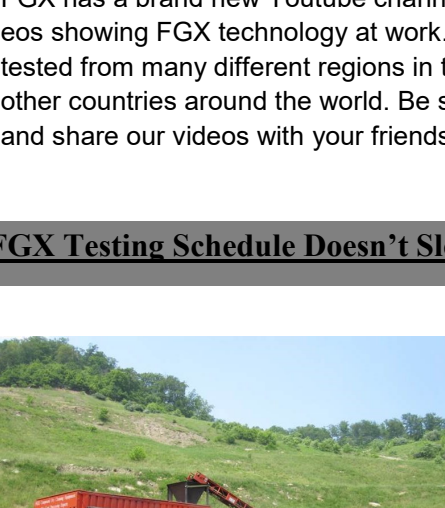 FGX has a brand new Youtube chann
eos showing FGX technology at work.
tested from many different regions in t
other countries around the world. Be s
and share our videos with your friends
FGX Testing Schedule Doesn’t Sl